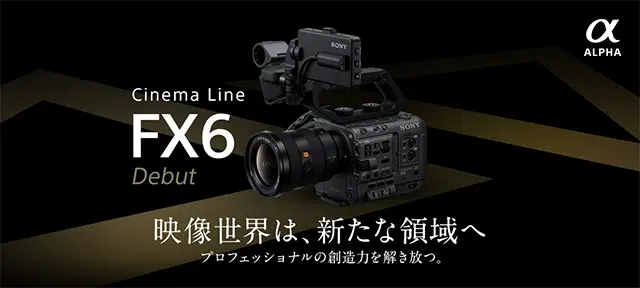 α
ALPHA
SONY
Cinema Line
FX6
Debut
SONY
映像世界は、新たな領域へ
プロフェッショナルの創造力を解き放つ。